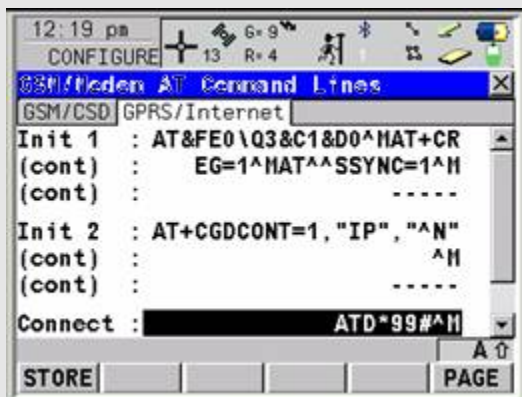 12:19 pm
CONFIGURE
13
G= 9
R= 4
1
GSM/Modem AT Command Lines
GSM/CSD GPRS/Internet
Init 1 : AT&FE0\Q3&C1&D0^MAT+CR
(cont) : EG=1^MAT^^SSYNC=1^M
(cont) : -----
Init 2 : AT+CGDCONT=1,"IP","^N"
(cont) : ^M
(cont) : -----
Connect : ATD*99#^M
A
STORE PAGE